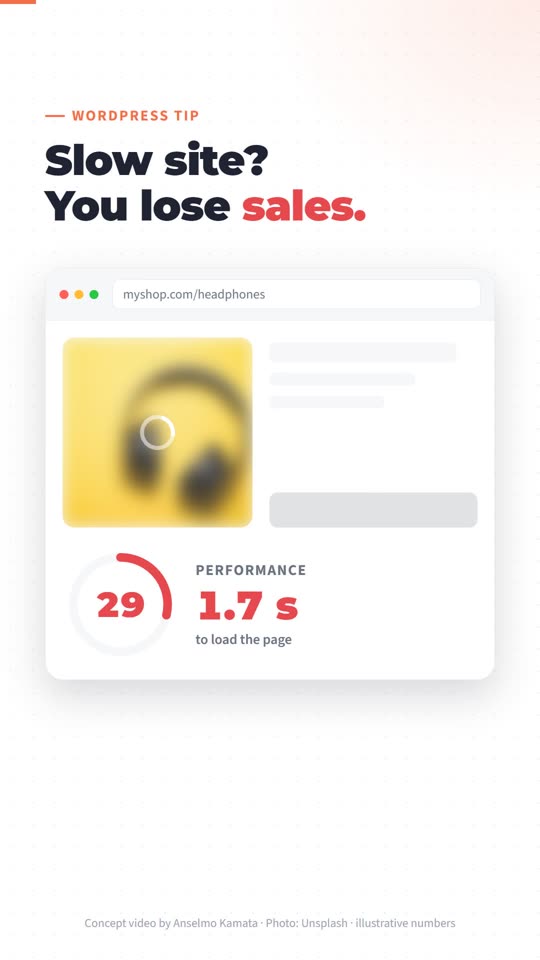 WORDPRESS TIP
Slow site?
You lose sales.
myshop.com/headphones
PERFORMANCE
29
1.7 s
to load the page
Concept video by Anselmo Kamata · Photo: Unsplash · illustrative numbers